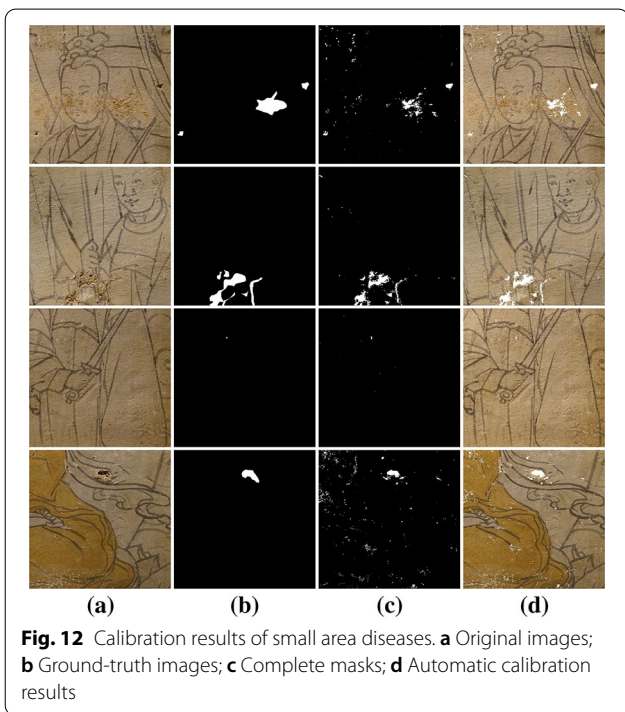 (a) (b) (c) (d)
Fig. 12 Calibration results of small area diseases. a Original images;
b Ground-truth images; c Complete masks; d Automatic calibration
results